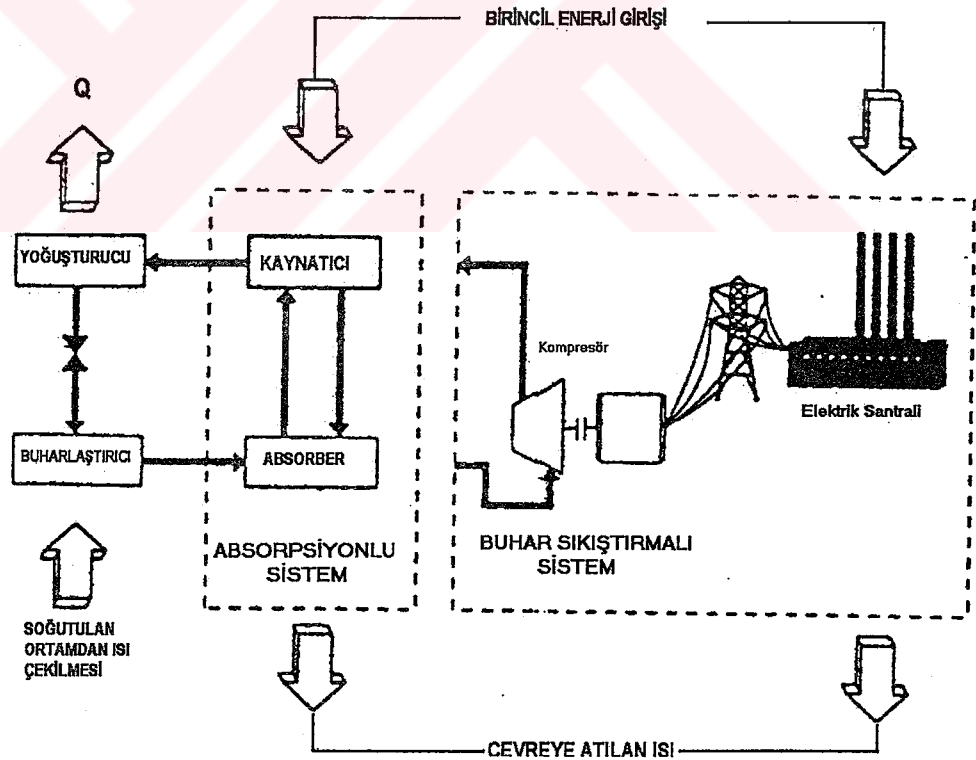 BİRİNCİL ENERJİ GİRİŞİ
Q
YOĞUŞTURUCU
KAYNATICI
Kompresör
Elektrik Santrali
BUHARLAŞTIRICI
ABSORBER
ABSORPSİYONLU
SİSTEM
BUHAR SIKIŞTIRMALI
SİSTEM
SOĞUTULAN
ORTAMDAN ISI
ÇEKİLMESİ
ÇEVREYE ATILAN ISI